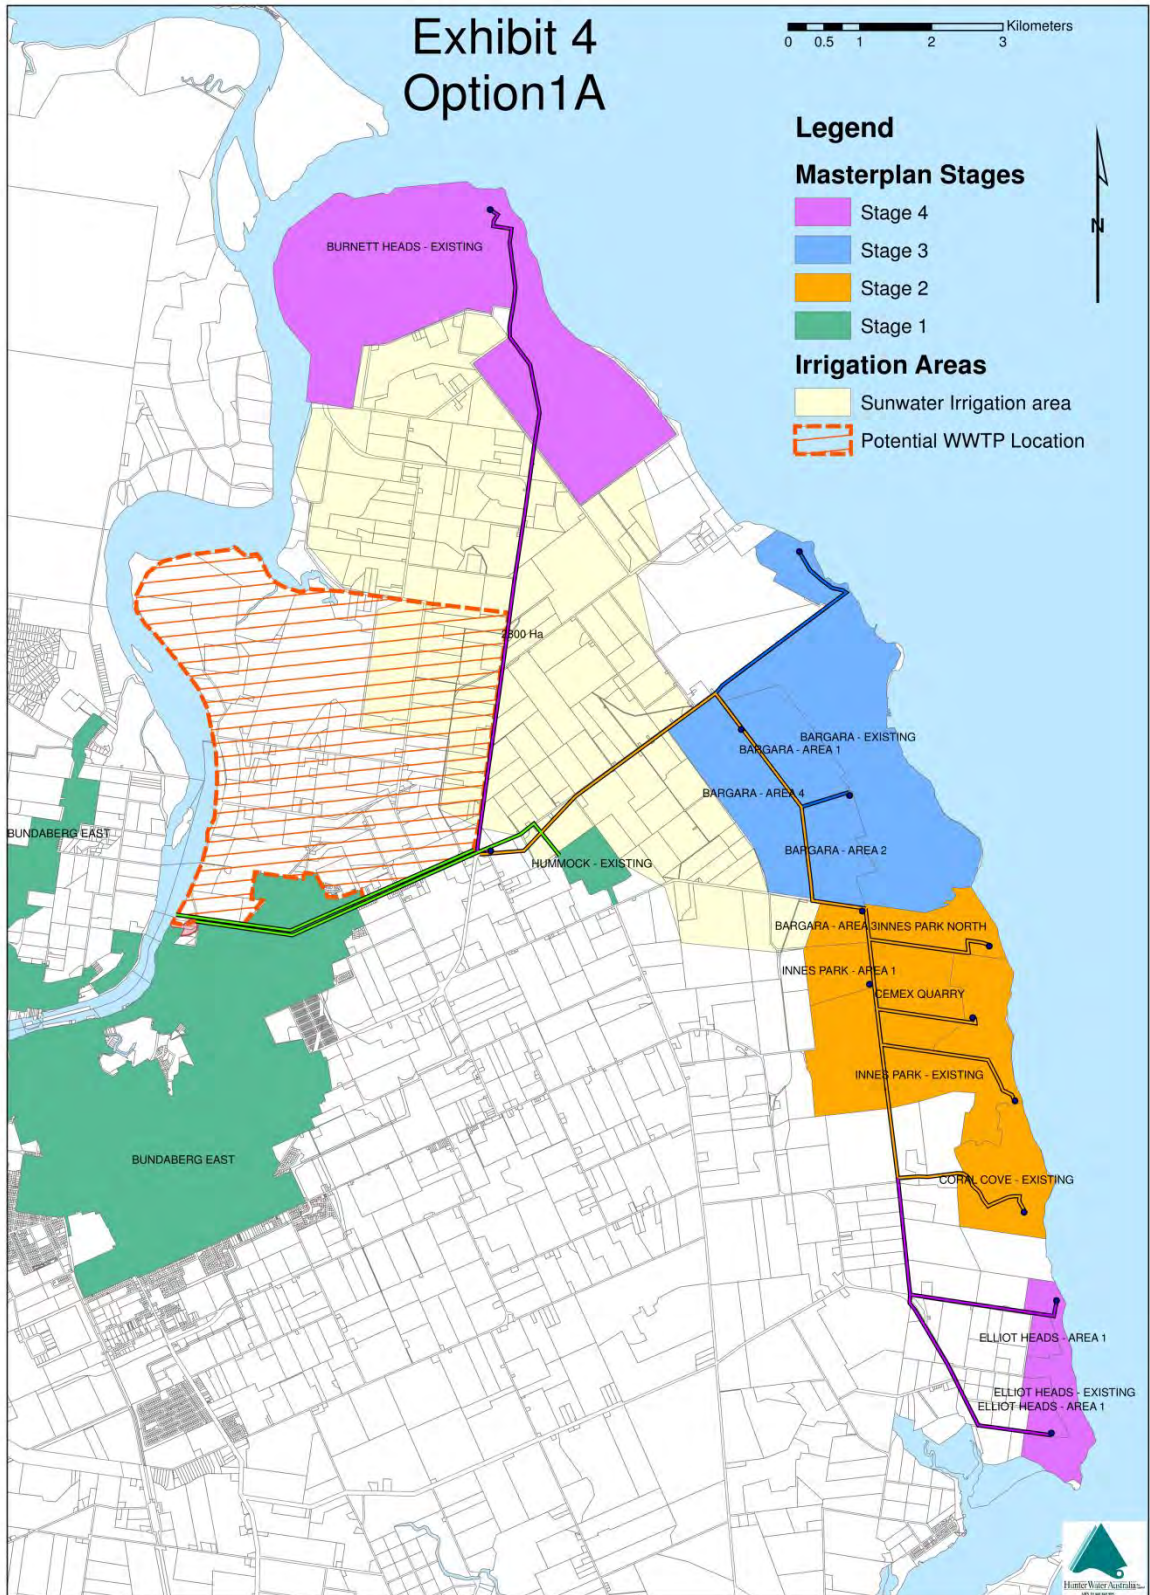 Exhibit 4
Option1A
Kilometers
0 0.5 1 2 3
Legend
Masterplan Stages
Stage 4
Stage 3
Stage 2
Stage 1
Irrigation Areas
Sunwater Irrigation area
Potential WWTP Location
N
BURNETT HEADS - EXISTING
2800 Ha
BARGARA - EXISTING
BARGARA - AREA 1
BARGARA - AREA 4
BUNDABERG EAST
BARGARA - AREA 2
HUMMOCK - EXISTING
BARGARA - AREA 3
INNES PARK NORTH
INNES PARK - AREA 1
CEMEX QUARRY
INNES PARK - EXISTING
BUNDABERG EAST
CORAL COVE - EXISTING
ELLIOT HEADS - AREA 1
ELLIOT HEADS - EXISTING
ELLIOT HEADS - AREA 1
Hunter Water Australia